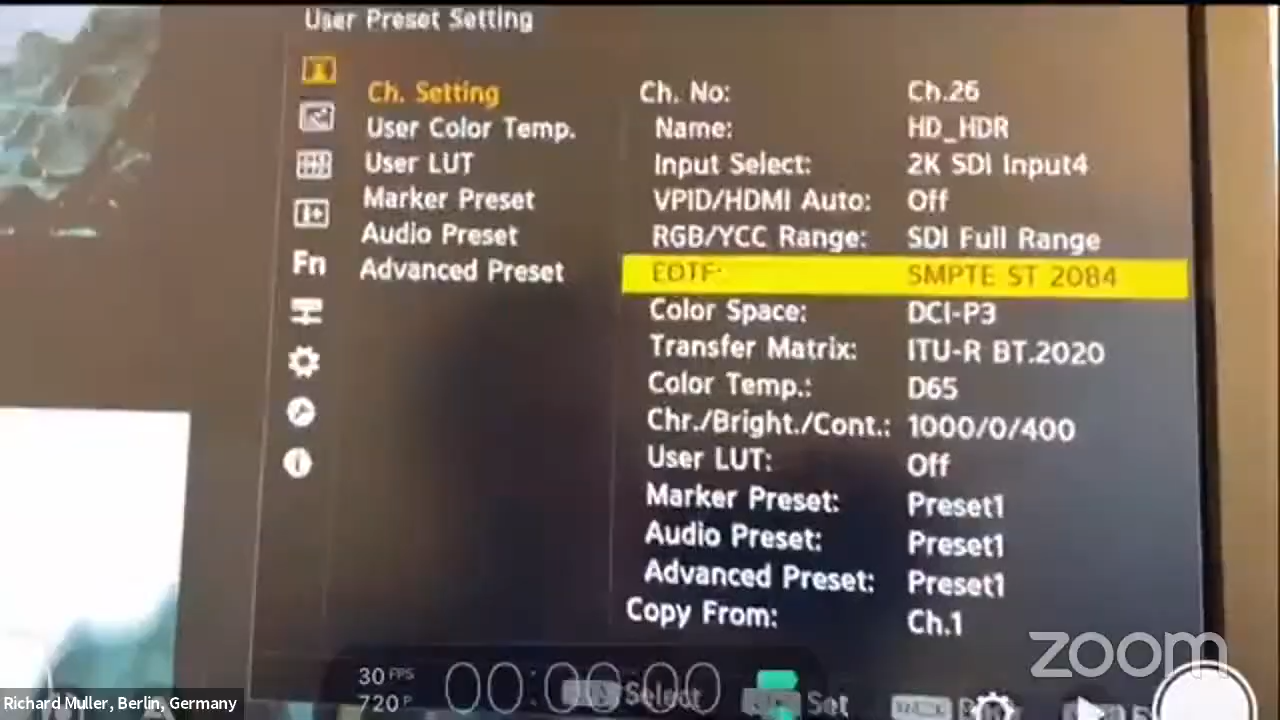 User Preset Setting
Ch. Setting
User Color Temp.
User LUT
Marker Preset
Audio Preset
Advanced Preset
Fn
Ch. No: Ch.26
Name: HD_HDR
Input Select: 2K SDI Input4
VPID/HDMI Auto: Off
RGB/YCC Range: SDI Full Range
EOTF: SMPTE ST 2084
Color Space: DCI-P3
Transfer Matrix: ITU-R BT.2020
Color Temp.: D65
Chr./Bright./Cont.: 1000/0/400
User LUT: Off
Marker Preset: Preset1
Audio Preset: Preset1
Advanced Preset: Preset1
Copy From: Ch.1
zoom
30 FPS
720 P
00:00:00
Select
Set
Richard Muller, Berlin, Germany